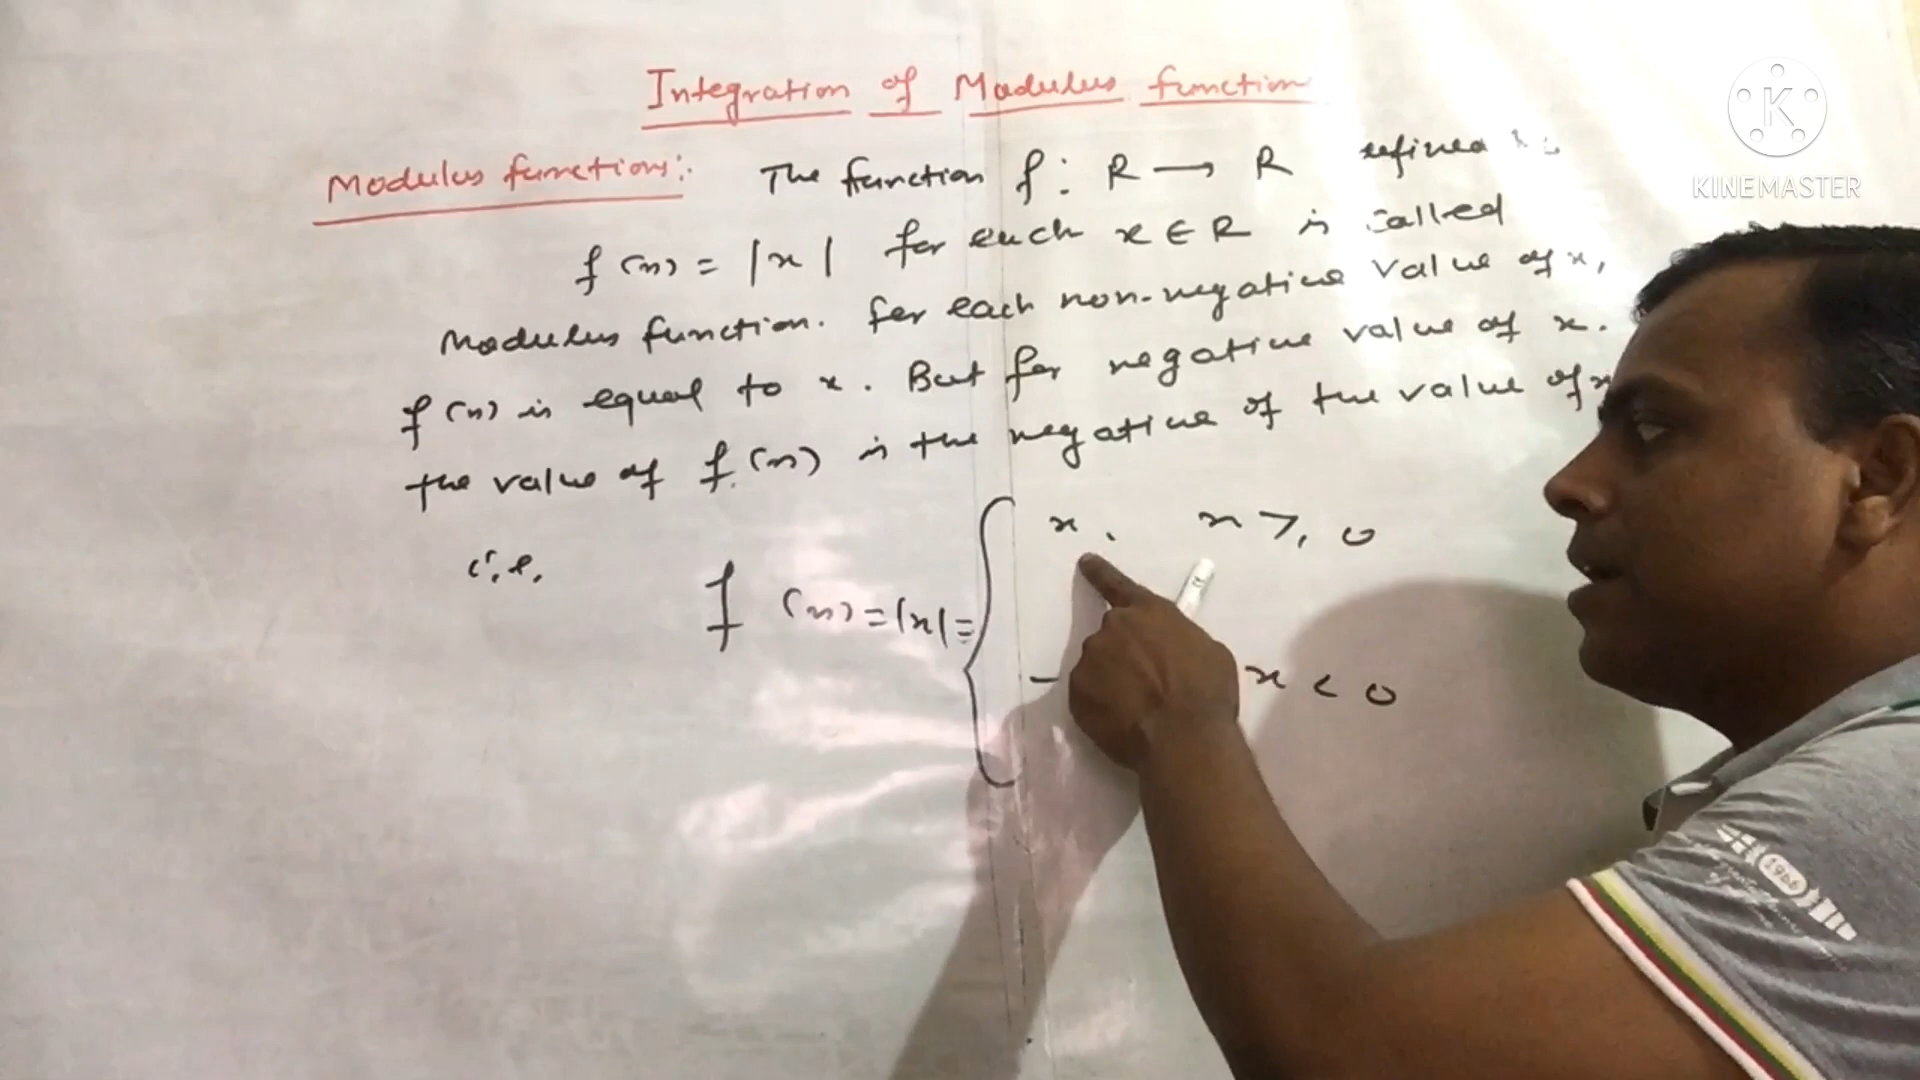 Integration of Modulus function
Modulus function:. The function f: R → R defined by
f(x) = |x| for each x ∈ R is called
Modulus function. for each non-negative value of x,
f(x) is equal to x. But for negative value of x.
the value of f(x) is the negative of the value of x
i.e.
f(x) = |x| = { x, x ≥ 0
- x < 0
KINEMASTER
1966